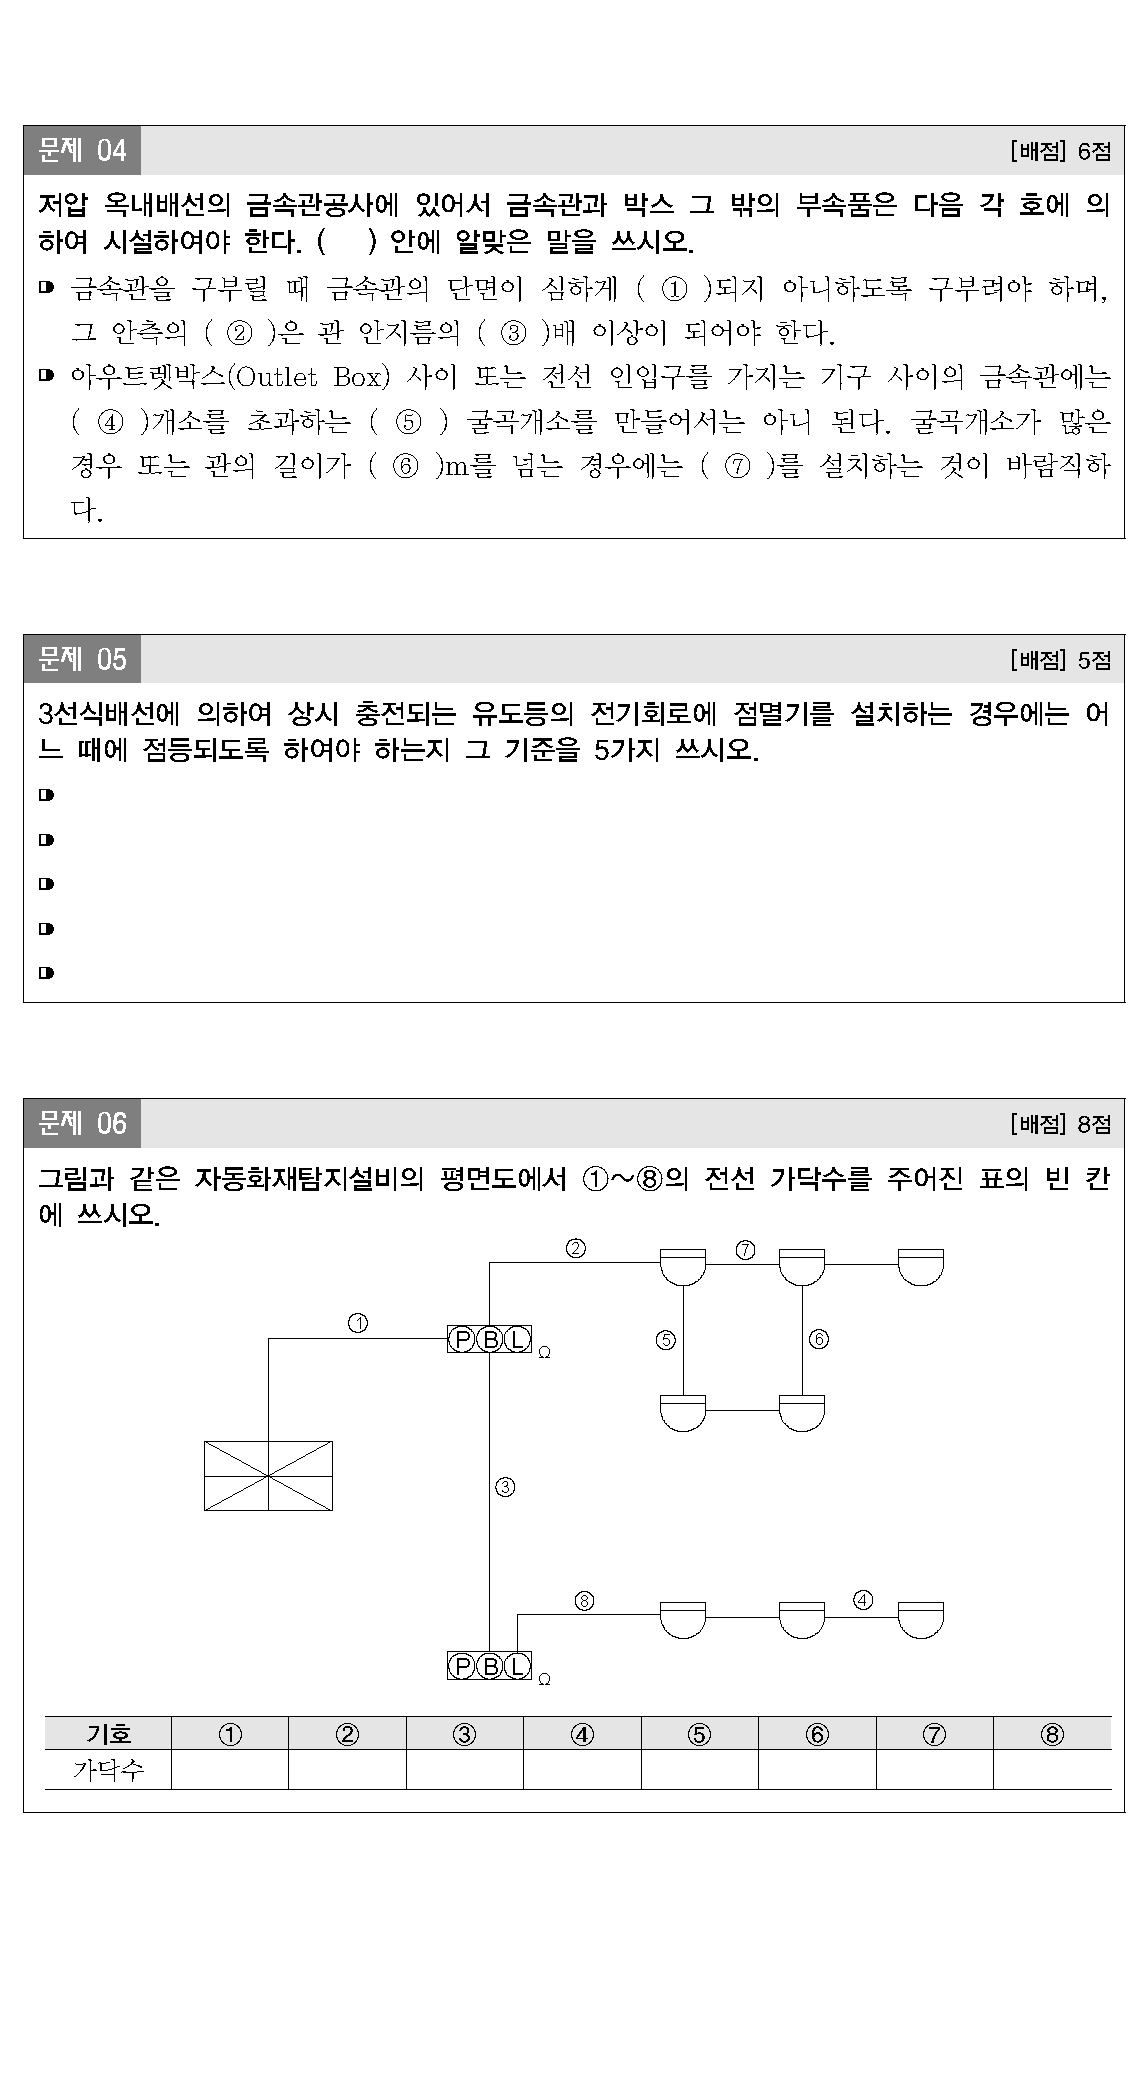 문제 04
[배점] 6점
저압 옥내배선의 금속관공사에 있어서 금속관과 박스 그 밖의 부속품은 다음 각 호에 의
하여 시설하여야 한다. (    ) 안에 알맞은 말을 쓰시오.
금속관을 구부릴 때 금속관의 단면이 심하게 ( ① )되지 아니하도록 구부려야 하며,
그 안측의 ( ② )은 관 안지름의 ( ③ )배 이상이 되어야 한다.
아우트렛박스(Outlet Box) 사이 또는 전선 인입구를 가지는 기구 사이의 금속관에는
( ④ )개소를 초과하는 ( ⑤ ) 굴곡개소를 만들어서는 아니 된다. 굴곡개소가 많은
경우 또는 관의 길이가 ( ⑥ )m를 넘는 경우에는 ( ⑦ )를 설치하는 것이 바람직하
다.
문제 05
[배점] 5점
3선식배선에 의하여 상시 충전되는 유도등의 전기회로에 점멸기를 설치하는 경우에는 어
느 때에 점등되도록 하여야 하는지 그 기준을 5가지 쓰시오.
문제 06
[배점] 8점
그림과 같은 자동화재탐지설비의 평면도에서 ①~⑧의 전선 가닥수를 주어진 표의 빈 칸
에 쓰시오.
② ⑦
①
P B L Ω
⑤ ⑥
③
⑧ ④
P B L Ω
기호 ① ② ③ ④ ⑤ ⑥ ⑦ ⑧
가닥수